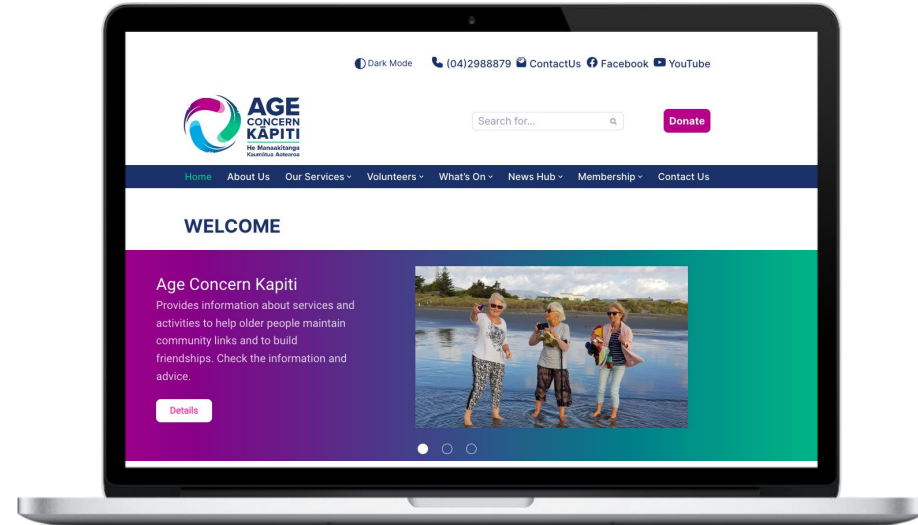 Dark Mode (04)2988879 ContactUs Facebook YouTube
AGE
CONCERN
KĀPITI
He Manaakitanga
Kaumātua Aotearoa
Search for...
Donate
Home About Us Our Services Volunteers What's On News Hub Membership Contact Us
WELCOME
Age Concern Kapiti
Provides information about services and
activities to help older people maintain
community links and to build
friendships. Check the information and
advice.
Details